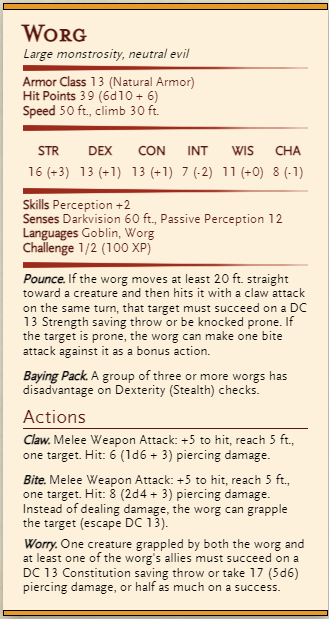 Worg
Large monstrosity, neutral evil
Armor Class 13 (Natural Armor)
Hit Points 39 (6d10 + 6)
Speed 50 ft., climb 30 ft.
STR DEX CON INT WIS CHA
16 (+3) 13 (+1) 13 (+1) 7 (-2) 11 (+0) 8 (-1)
Skills Perception +2
Senses Darkvision 60 ft., Passive Perception 12
Languages Goblin, Worg
Challenge 1/2 (100 XP)
Pounce. If the worg moves at least 20 ft. straight
toward a creature and then hits it with a claw attack
on the same turn, that target must succeed on a DC
13 Strength saving throw or be knocked prone. If
the target is prone, the worg can make one bite
attack against it as a bonus action.
Baying Pack. A group of three or more worgs has
disadvantage on Dexterity (Stealth) checks.
Actions
Claw. Melee Weapon Attack: +5 to hit, reach 5 ft.,
one target. Hit: 6 (1d6 + 3) piercing damage.
Bite. Melee Weapon Attack: +5 to hit, reach 5 ft.,
one target. Hit: 8 (2d4 + 3) piercing damage.
Instead of dealing damage, the worg can grapple
the target (escape DC 13).
Worry. One creature grappled by both the worg and
at least one of the worg's allies must succeed on a
DC 13 Constitution saving throw or take 17 (5d6)
piercing damage, or half as much on a success.